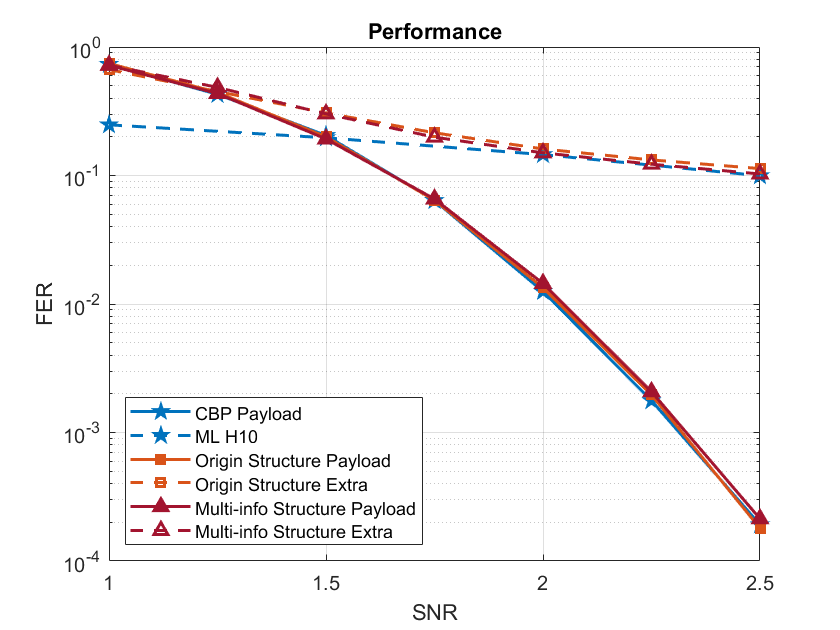 Performance
10^0
10^-1
10^-2
10^-3
10^-4
FER
CBP Payload
ML H10
Origin Structure Payload
Origin Structure Extra
Multi-info Structure Payload
Multi-info Structure Extra
1
1.5
2
2.5
SNR